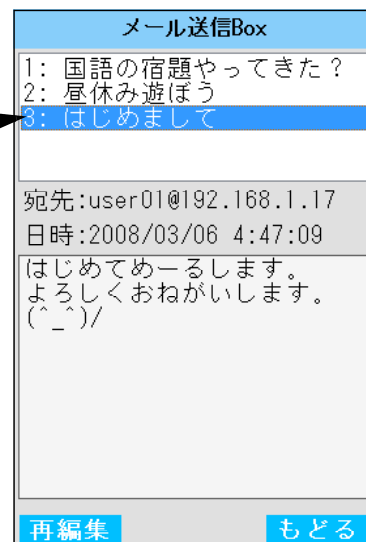 メール送信Box
1: 国語の宿題やってきた？
2: 昼休み遊ぼう
3: はじめまして
宛先:user01@192.168.1.17
日時:2008/03/06 4:47:09
はじめてめーるします。
よろしくおねがいします。
(^_^)/
再編集
もどる